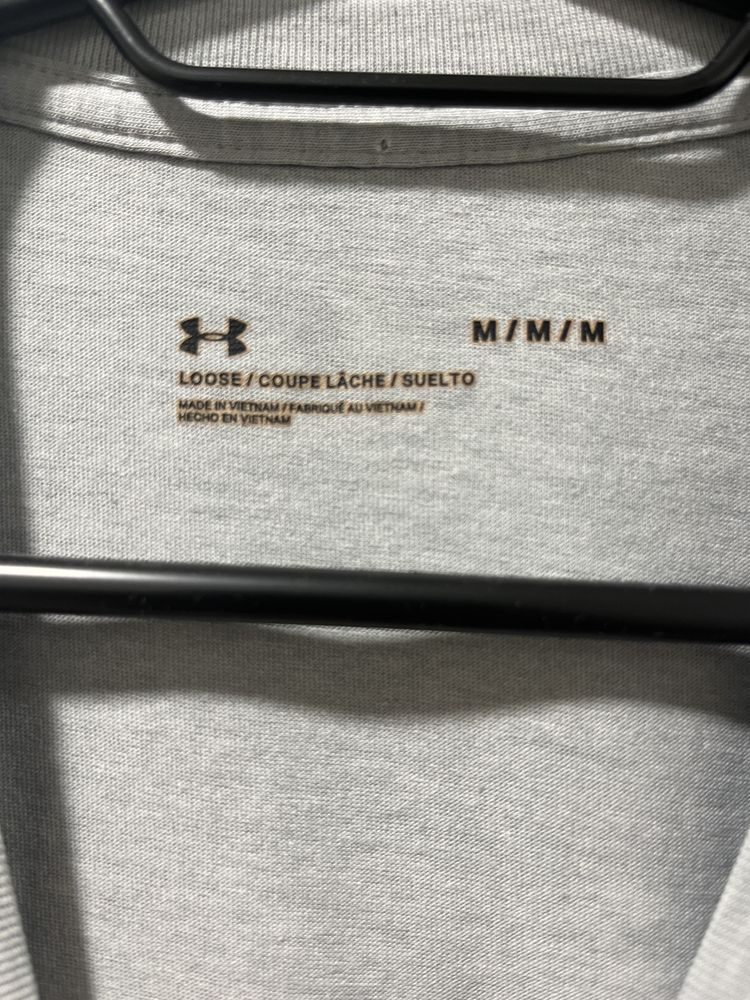 M/M/M
LOOSE / COUPE LÂCHE / SUELTO
MADE IN VIETNAM / FABRIQUÉ AU VIETNAM /
HECHO EN VIETNAM